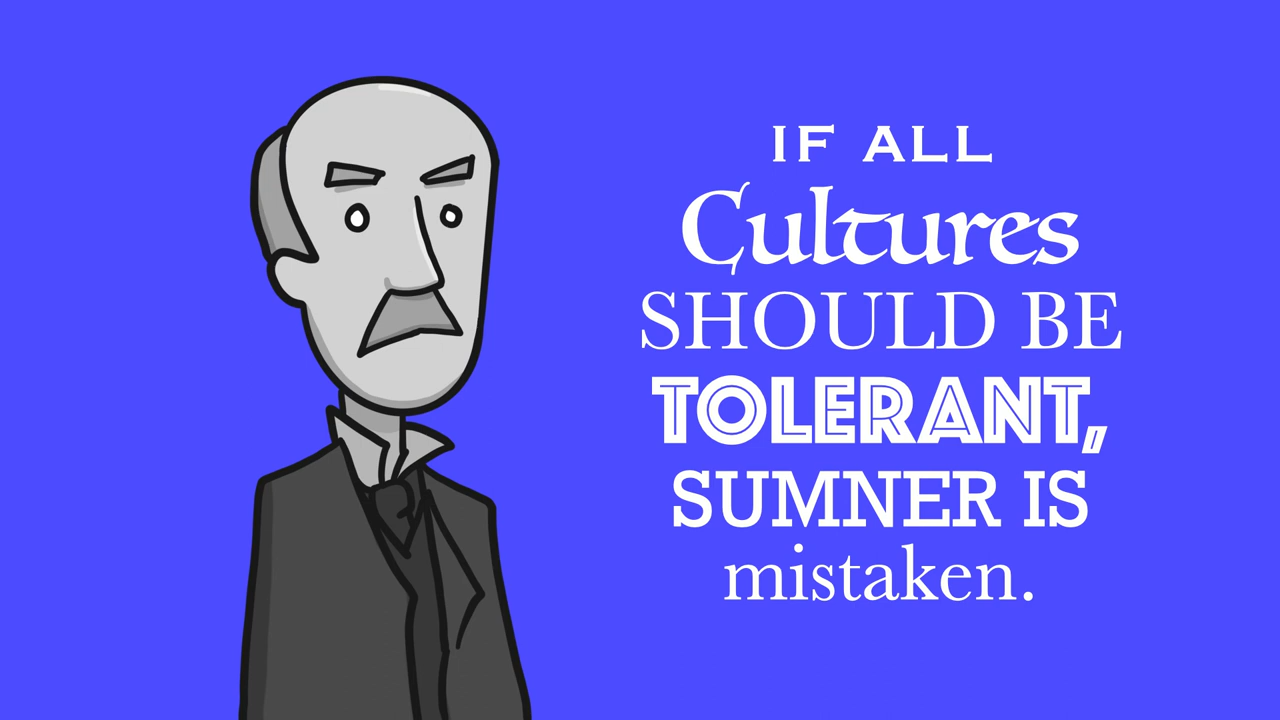 IF ALL
Cultures
SHOULD BE
TOLERANT,
SUMNER IS
mistaken.